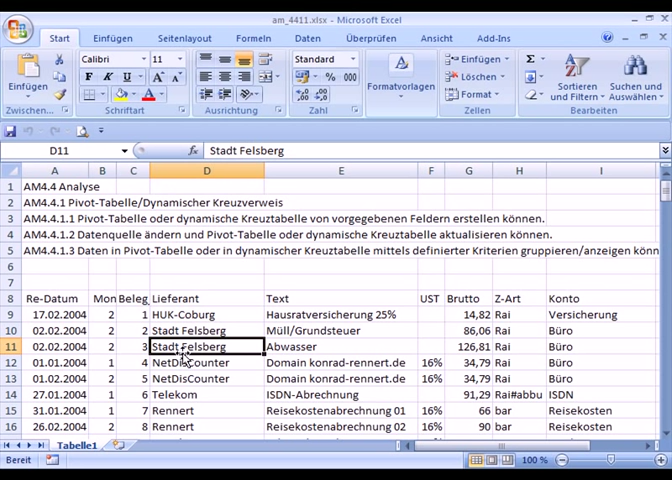 am_4411.xlsx - Microsoft Excel
Start Einfügen Seitenlayout Formeln Daten Überprüfen Ansicht Add-Ins
Calibri 11 Standard Einfügen Σ
F K U Löschen
Einfügen Formatvorlagen Format Sortieren und Filtern Suchen und Auswählen
Zwischen... Schriftart Ausrichtung Zahl Zellen Bearbeiten
D11 fx Stadt Felsberg
A B C D E F G H I
1 AM4.4 Analyse
2 AM4.4.1 Pivot-Tabelle/Dynamischer Kreuzverweis
3 AM4.4.1.1 Pivot-Tabelle oder dynamische Kreuztabelle von vorgegebenen Feldern erstellen können.
4 AM4.4.1.2 Datenquelle ändern und Pivot-Tabelle oder dynamische Kreuztabelle aktualisieren können.
5 AM4.4.1.3 Daten in Pivot-Tabelle oder in dynamischer Kreuztabelle mittels definierter Kriterien gruppieren/anzeigen könn
6
7
8 Re-Datum Mon Beleg Lieferant Text UST Brutto Z-Art Konto
9 17.02.2004 2 1 HUK-Coburg Hausratversicherung 25% 14,82 Rai Versicherung
10 02.02.2004 2 2 Stadt Felsberg Müll/Grundsteuer 86,06 Rai Büro
11 02.02.2004 2 3 Stadt Felsberg Abwasser 126,81 Rai Büro
12 01.01.2004 1 4 NetDisCounter Domain konrad-rennert.de 16% 34,79 Rai Büro
13 01.02.2004 2 5 NetDisCounter Domain konrad-rennert.de 16% 34,79 Rai Büro
14 27.01.2004 1 6 Telekom ISDN-Abrechnung 91,29 Rai#abbu ISDN
15 31.01.2004 1 7 Rennert Reisekostenabrechnung 01 16% 66 bar Reisekosten
16 26.02.2004 2 8 Rennert Reisekostenabrechnung 02 16% 90 bar Reisekosten
Tabelle1
Bereit 100 %